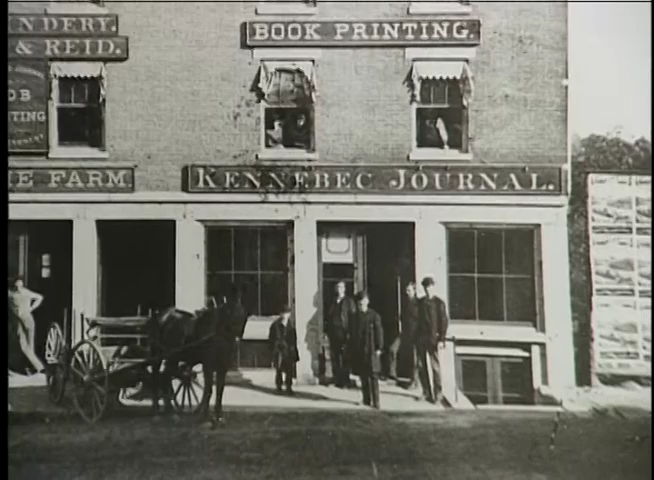 NDERY.
& REID.
OB
TING
BOOK PRINTING.
E FARM
KENNEBEC JOURNAL.